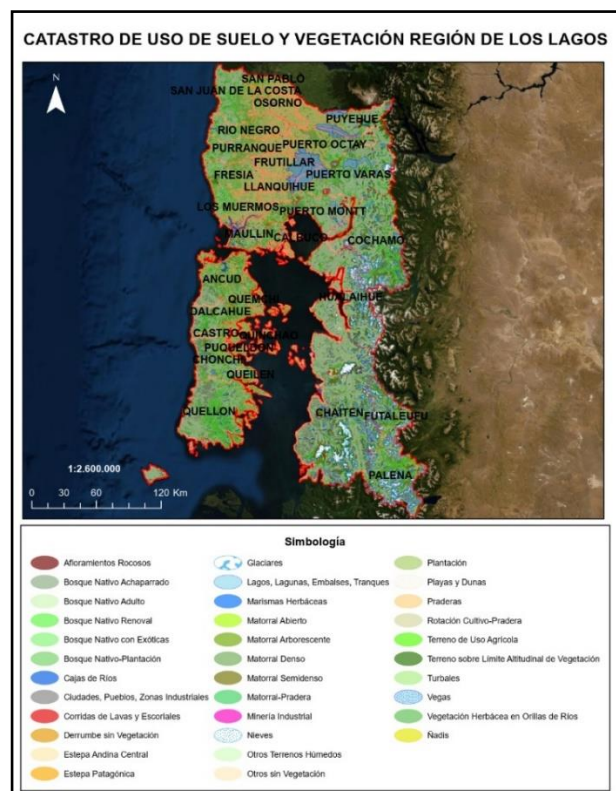 CATASTRO DE USO DE SUELO Y VEGETACIÓN REGIÓN DE LOS LAGOS
N
SAN PABLO
SAN JUAN DE LA COSTA
OSORNO
PUYEHUE
RIO NEGRO
PURRANQUE
PUERTO OCTAY
FRUTILLAR
FRESIA
PUERTO VARAS
LLANQUIHUE
LOS MUERMOS
PUERTO MONTT
MAULLIN
CALBUCO
COCHAMO
ANCUD
HUALAIHUE
QUEMCHI
DALCAHUE
CASTRO
QUINCHAO
PUQUELDON
CHONCHI
QUEILEN
QUELLON
CHAITEN
FUTALEUFU
PALENA
1:2.600.000
0 30 60 120 Km
Simbología
Afloramientos Rocosos
Bosque Nativo Achaparrado
Bosque Nativo Adulto
Bosque Nativo Renoval
Bosque Nativo con Exóticas
Bosque Nativo-Plantación
Cajas de Ríos
Ciudades, Pueblos, Zonas Industriales
Corridas de Lavas y Escoriales
Derrumbe sin Vegetación
Estepa Andina Central
Estepa Patagónica
Glaciares
Lagos, Lagunas, Embalses, Tranques
Marismas Herbáceas
Matorral Abierto
Matorral Arborescente
Matorral Denso
Matorral Semidenso
Matorral-Pradera
Minería Industrial
Nieves
Otros Terrenos Húmedos
Otros sin Vegetación
Plantación
Playas y Dunas
Praderas
Rotación Cultivo-Pradera
Terreno de Uso Agrícola
Terreno sobre Límite Altitudinal de Vegetación
Turbales
Vegas
Vegetación Herbácea en Orillas de Ríos
Ñadis